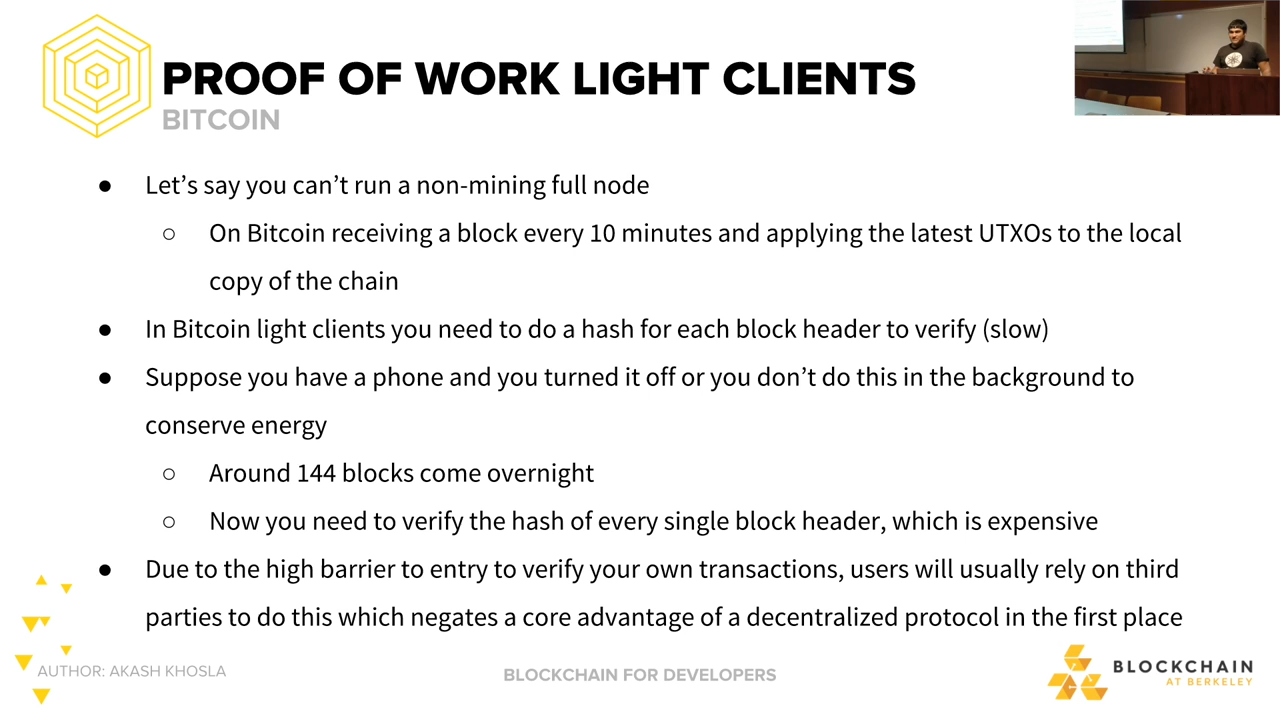 PROOF OF WORK LIGHT CLIENTS
BITCOIN
● Let’s say you can’t run a non-mining full node
○ On Bitcoin receiving a block every 10 minutes and applying the latest UTXOs to the local
copy of the chain
● In Bitcoin light clients you need to do a hash for each block header to verify (slow)
● Suppose you have a phone and you turned it off or you don’t do this in the background to
conserve energy
○ Around 144 blocks come overnight
○ Now you need to verify the hash of every single block header, which is expensive
● Due to the high barrier to entry to verify your own transactions, users will usually rely on third
parties to do this which negates a core advantage of a decentralized protocol in the first place
AUTHOR: AKASH KHOSLA
BLOCKCHAIN FOR DEVELOPERS
BLOCKCHAIN
AT BERKELEY